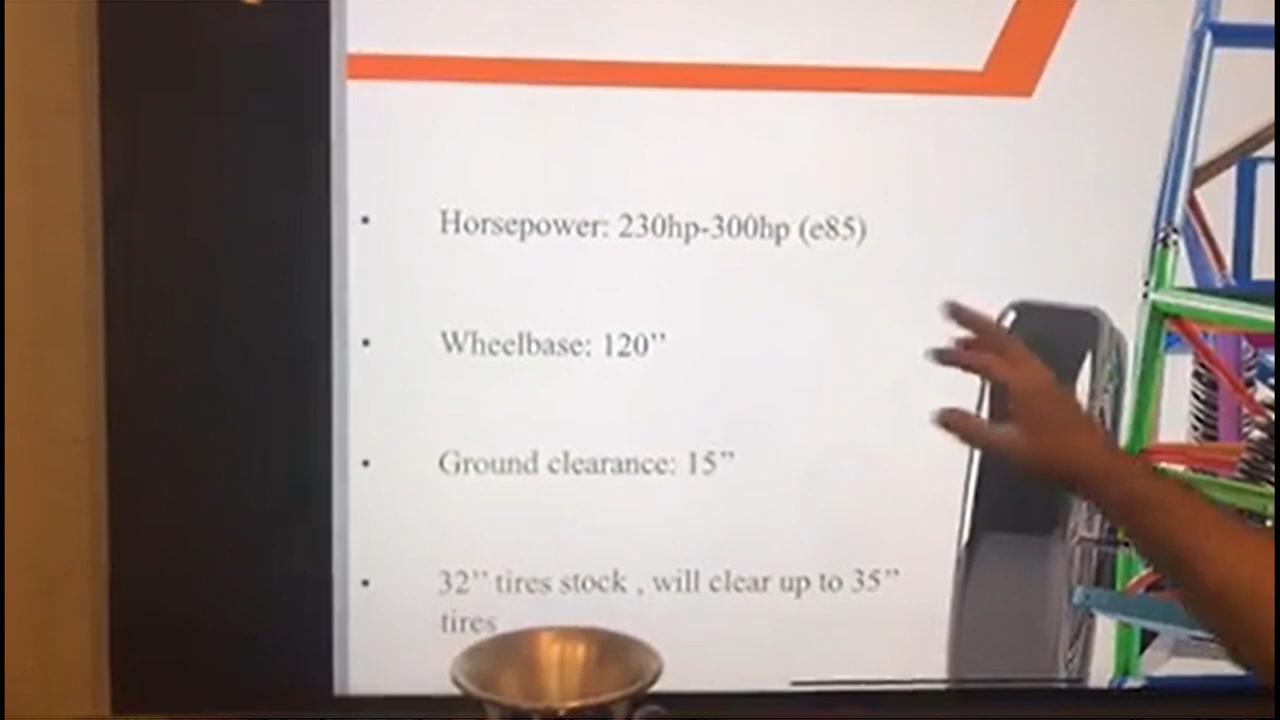 Horsepower: 230hp-300hp (e85)
Wheelbase: 120”
Ground clearance: 15”
32” tires stock , will clear up to 35”
tires